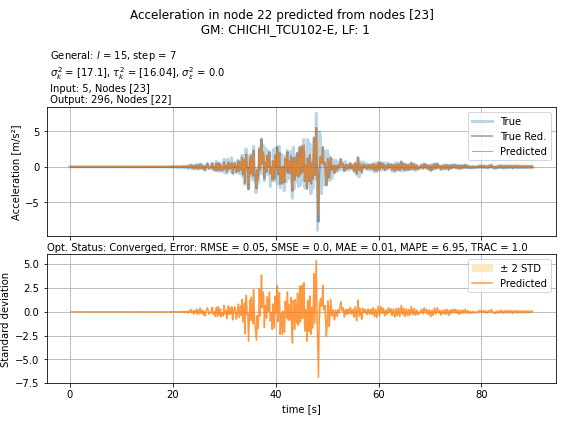 Acceleration in node 22 predicted from nodes [23]
GM: CHICHI_TCU102-E, LF: 1
General: l = 15, step = 7
σ²ₖ = [17.1], τ²ₖ = [16.04], σ²ε = 0.0
Input: 5, Nodes [23]
Output: 296, Nodes [22]
Acceleration [m/s²]
5
0
−5
True
True Red.
Predicted
Opt. Status: Converged, Error: RMSE = 0.05, SMSE = 0.0, MAE = 0.01, MAPE = 6.95, TRAC = 1.0
Standard deviation
5.0
2.5
0.0
−2.5
−5.0
−7.5
± 2 STD
Predicted
0 20 40 60 80
time [s]